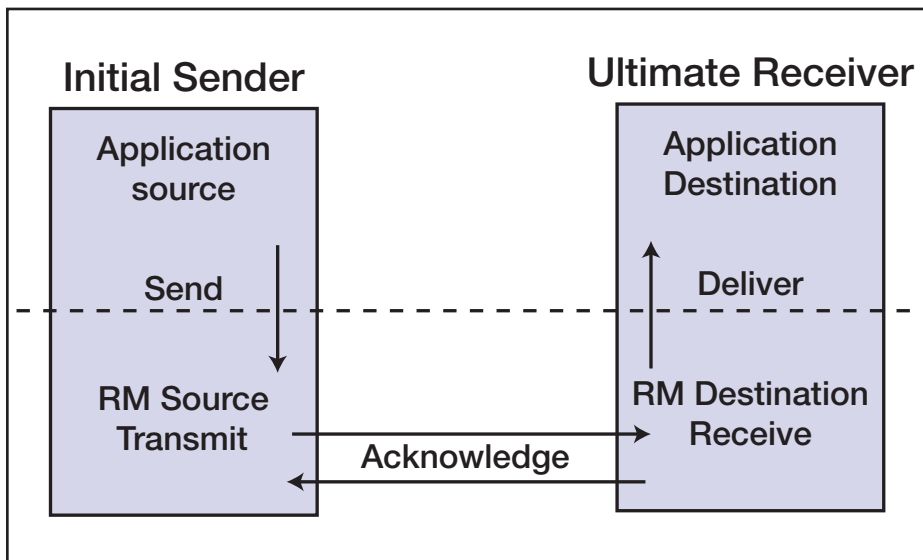 Initial Sender
Ultimate Receiver
Application
source
Application
Destination
Send
Deliver
RM Source
Transmit
RM Destination
Receive
Acknowledge